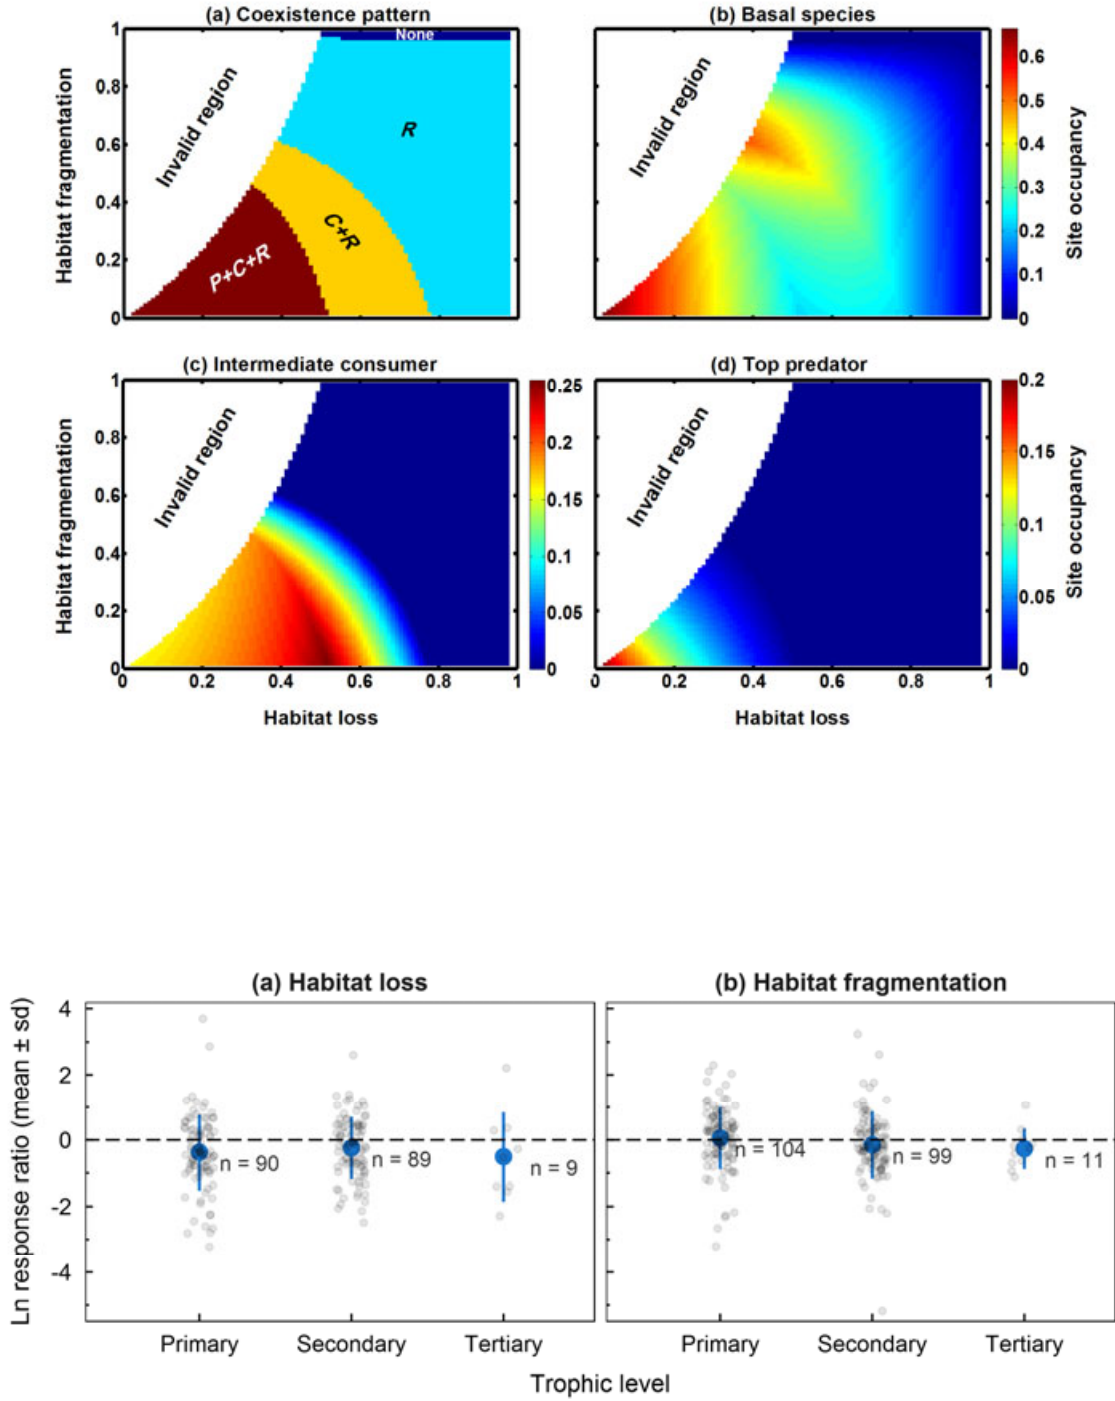 (a) Coexistence pattern
(b) Basal species
Habitat fragmentation
1
0.8
0.6
0.4
0.2
0
Invalid region
None
R
C+R
P+C+R
Invalid region
0.6
0.5
0.4
0.3
0.2
0.1
0
Site occupancy
(c) Intermediate consumer
(d) Top predator
Habitat fragmentation
1
0.8
0.6
0.4
0.2
0
Invalid region
0.25
0.2
0.15
0.1
0.05
0
Invalid region
0.2
0.15
0.1
0.05
0
Site occupancy
0 0.2 0.4 0.6 0.8 1
0 0.2 0.4 0.6 0.8 1
Habitat loss
Habitat loss
(a) Habitat loss
(b) Habitat fragmentation
Ln response ratio (mean ± sd)
4
2
0
-2
-4
n = 90
n = 89
n = 9
n = 104
n = 99
n = 11
Primary Secondary Tertiary
Primary Secondary Tertiary
Trophic level